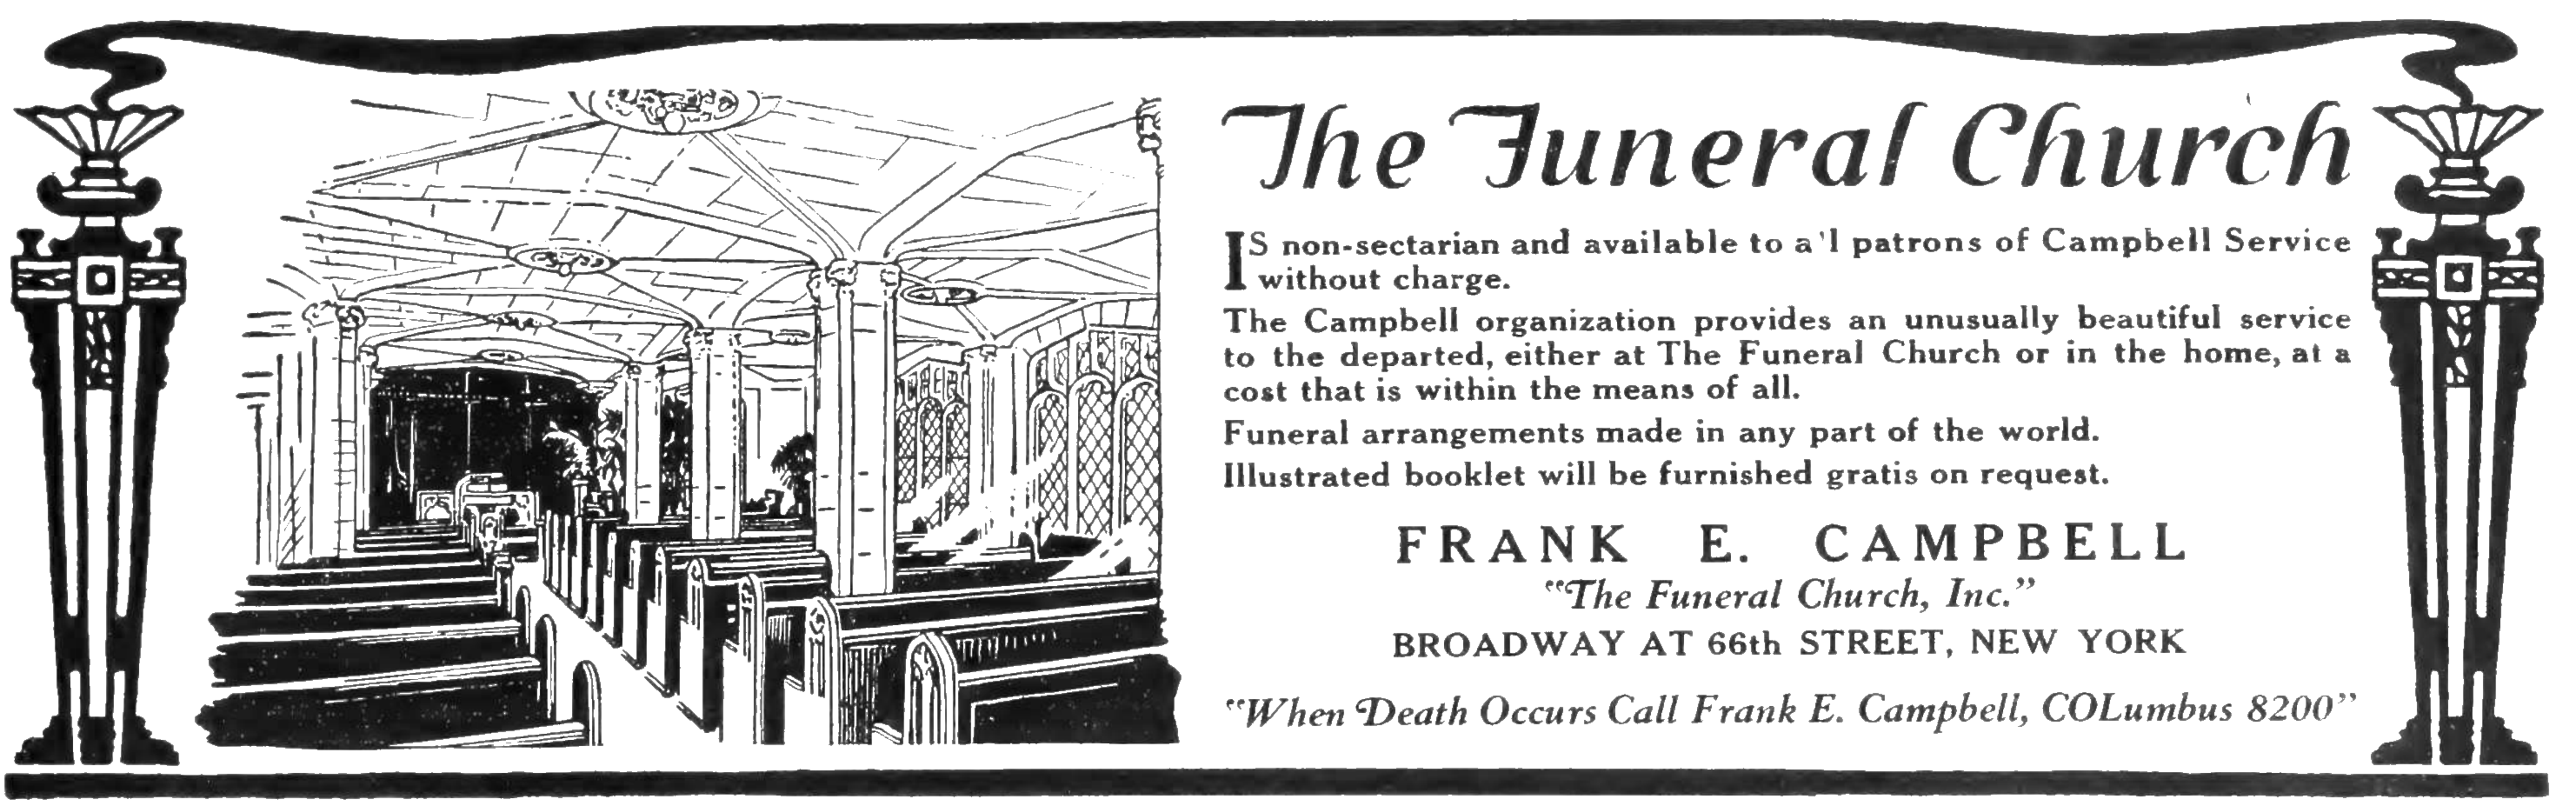 The Funeral Church
IS non-sectarian and available to a'l patrons of Campbell Service
without charge.
The Campbell organization provides an unusually beautiful service
to the departed, either at The Funeral Church or in the home, at a
cost that is within the means of all.
Funeral arrangements made in any part of the world.
Illustrated booklet will be furnished gratis on request.
FRANK E. CAMPBELL
"The Funeral Church, Inc."
BROADWAY AT 66th STREET, NEW YORK
"When Death Occurs Call Frank E. Campbell, COLumbus 8200"